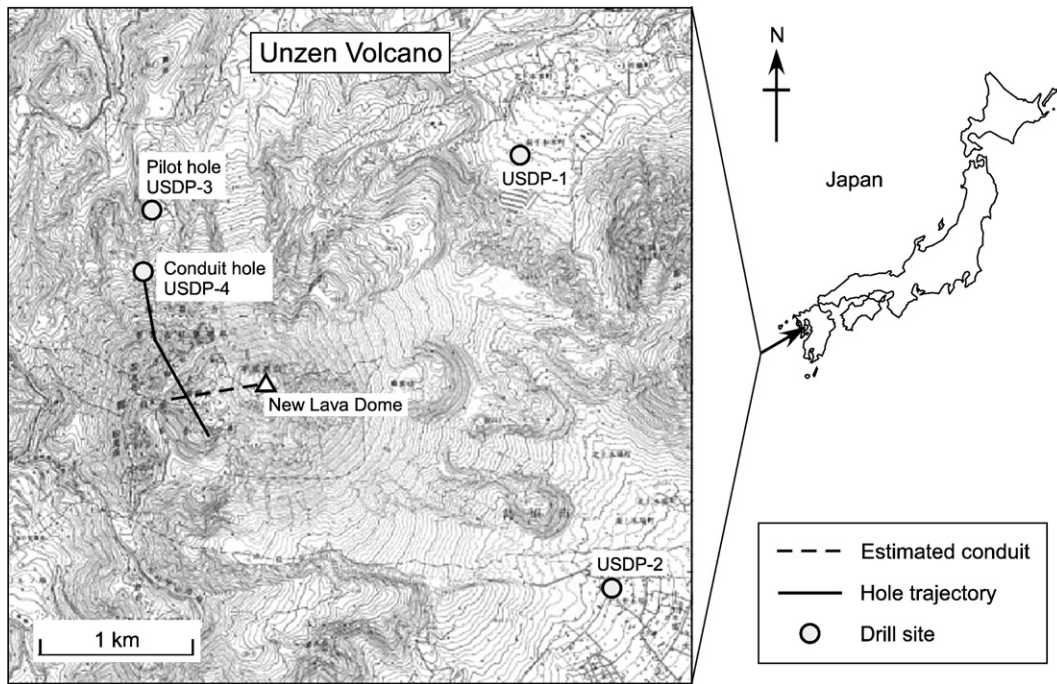 Unzen Volcano
Pilot hole
USDP-3
USDP-1
Conduit hole
USDP-4
New Lava Dome
USDP-2
1 km
N
Japan
Estimated conduit
Hole trajectory
Drill site